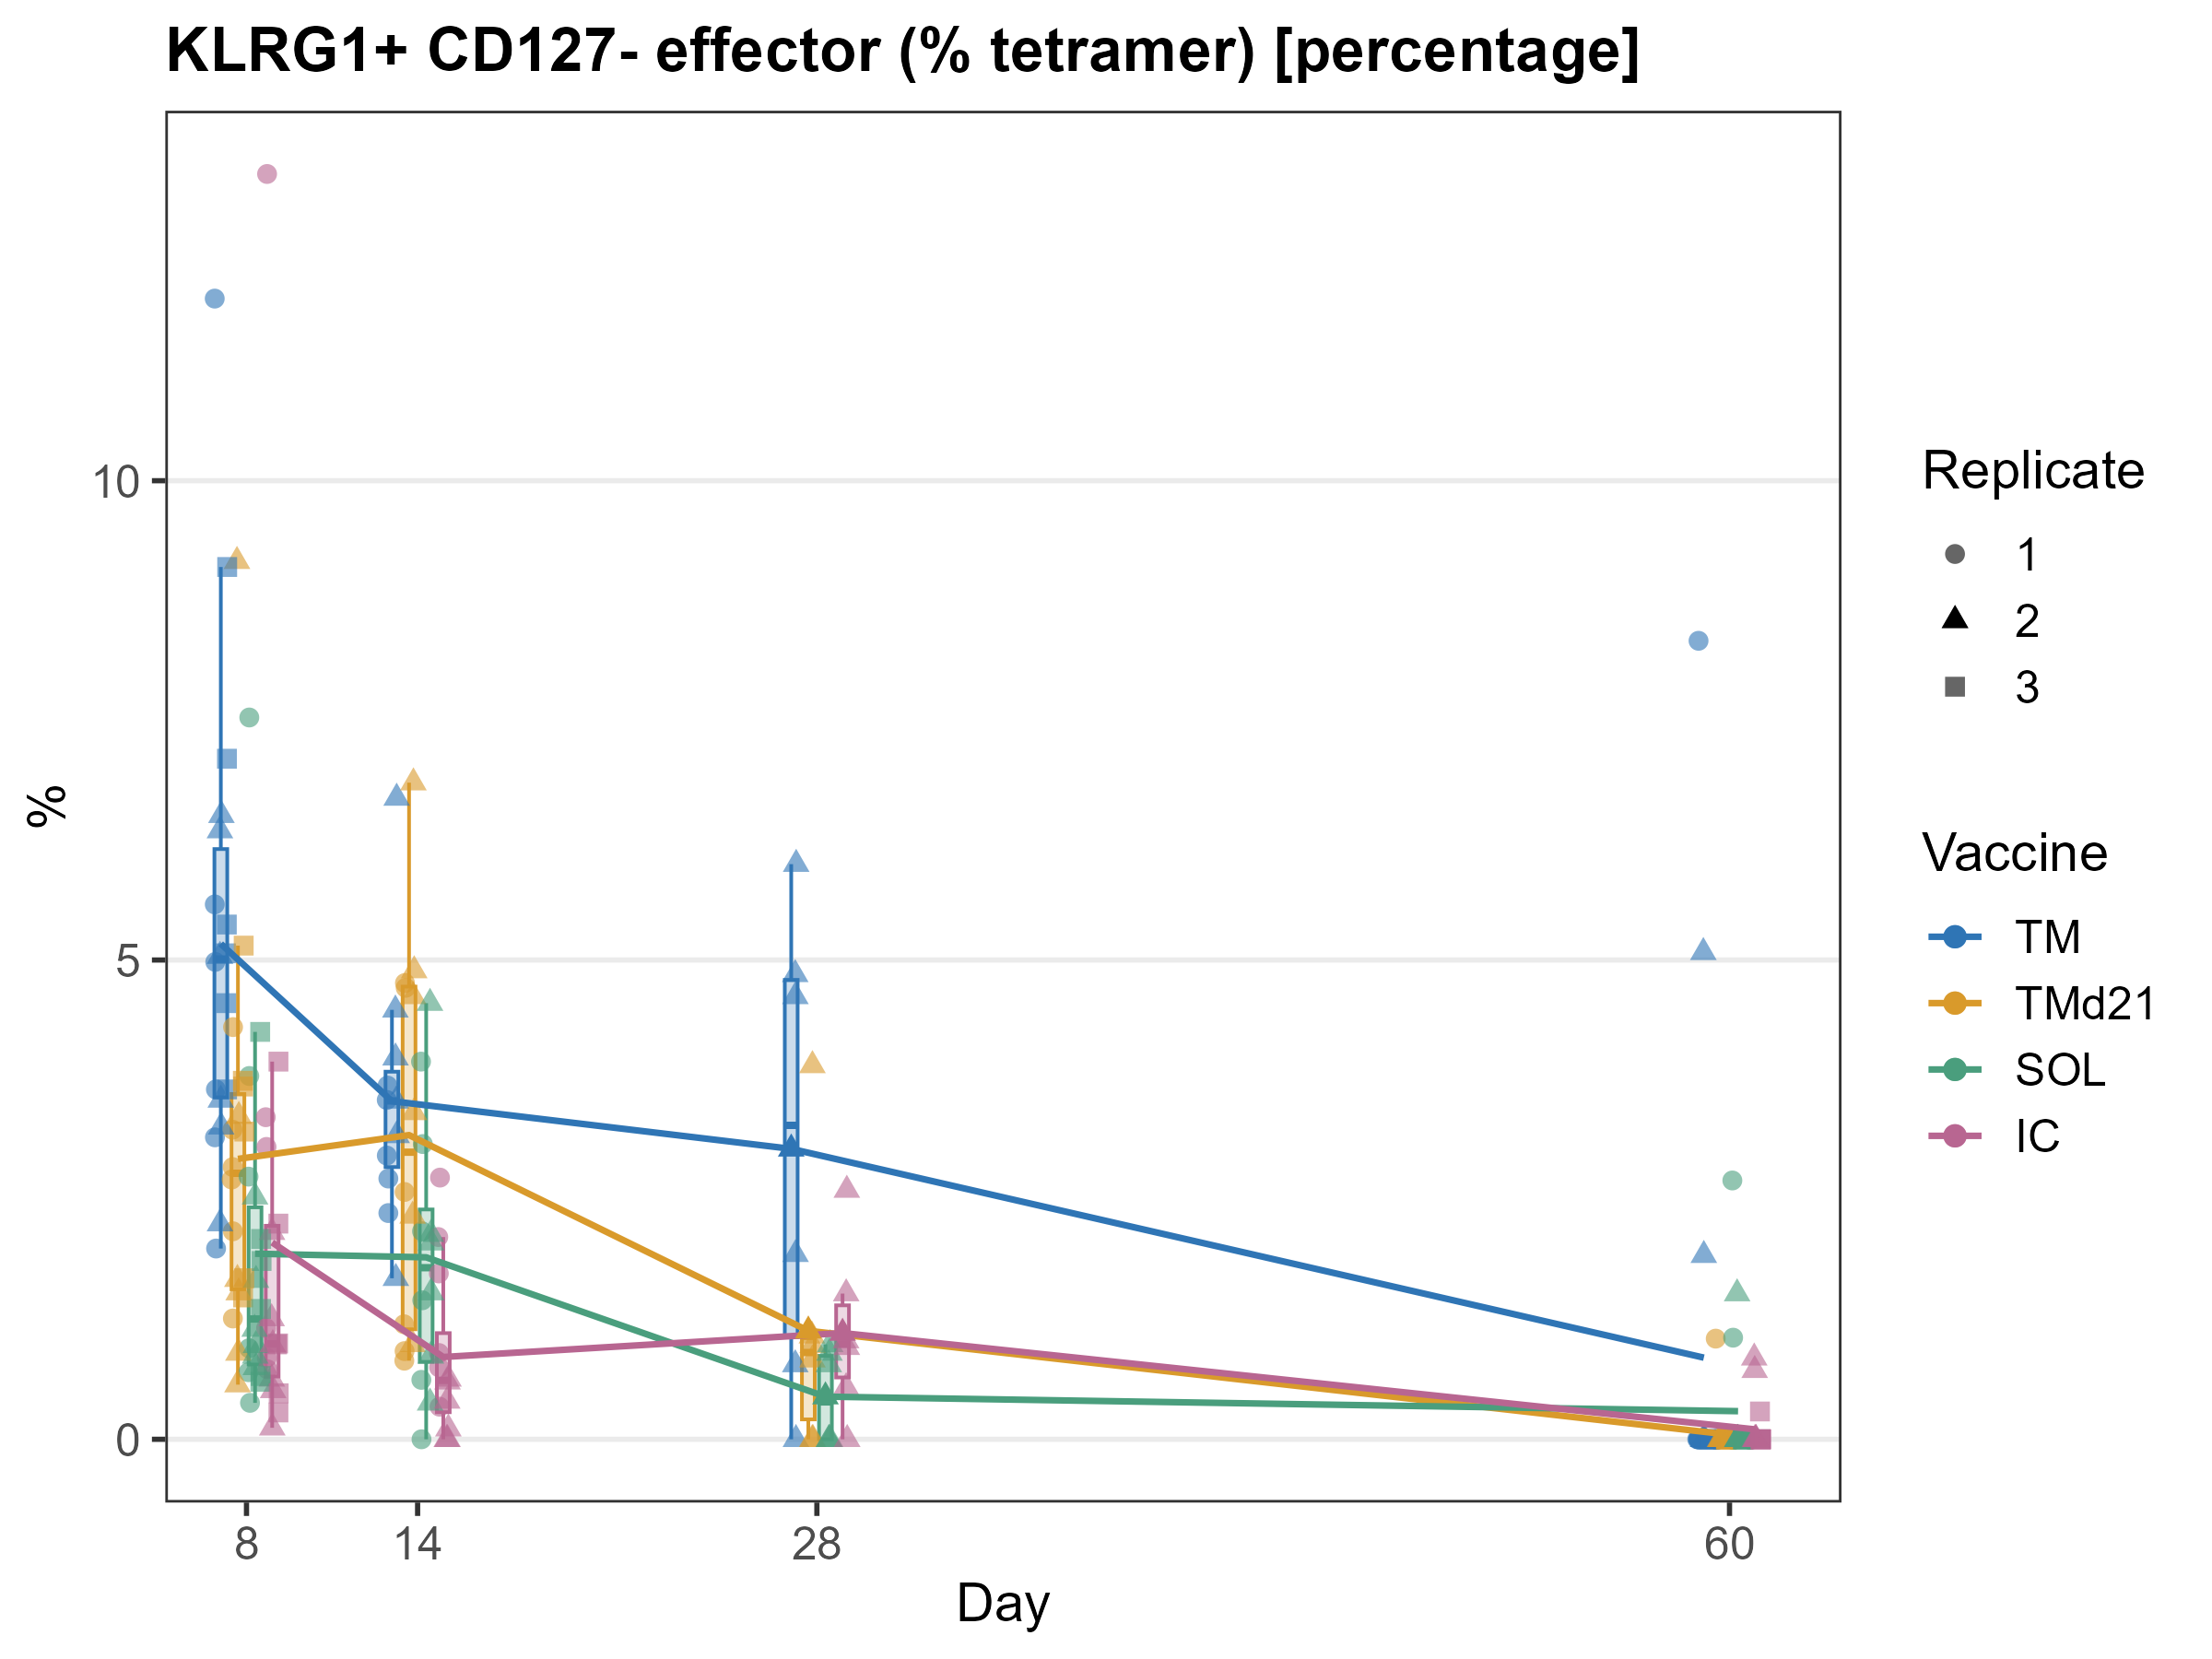 KLRG1+ CD127- effector (% tetramer) [percentage]
10
5
0
%
8 14 28 60
Day
Replicate
1
2
3
Vaccine
TM
TMd21
SOL
IC